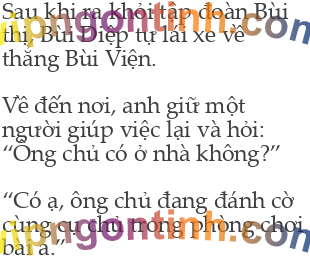 Sau khi ra khỏi tập đoàn Bùi
thị, Bùi Diệp tự lái xe về
thẳng Bùi Viện.
Về đến nơi, anh giữ một
người giúp việc lại và hỏi:
“Ông chủ có ở nhà không?”
“Có ạ, ông chủ đang đánh cờ
cùng cụ chủ trong phòng chơi
bài ạ.”